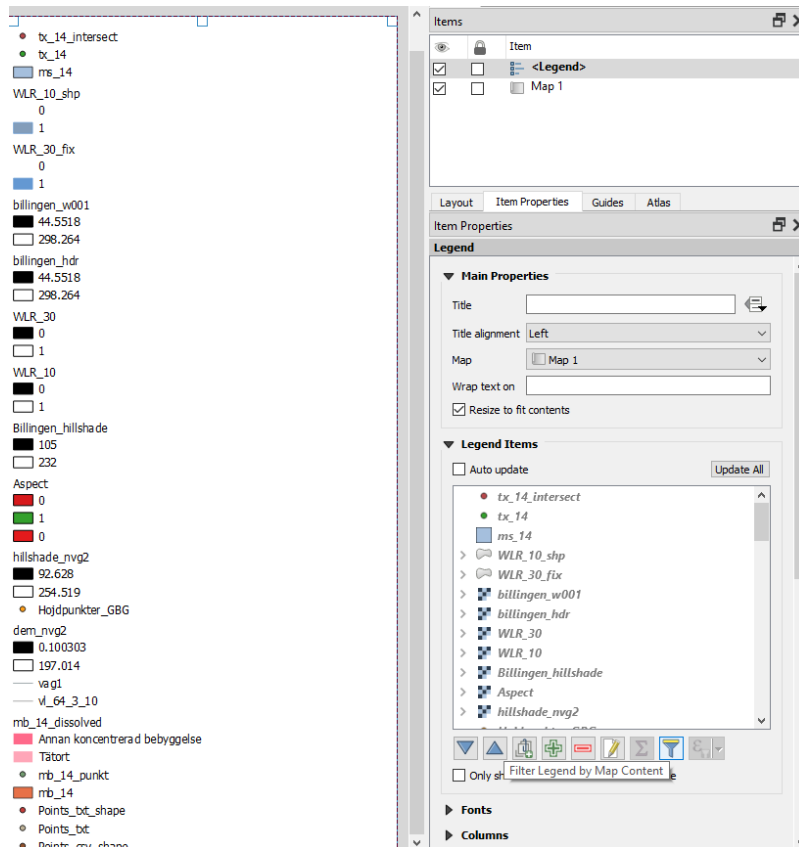 tx_14_intersect
tx_14
ms_14
WLR_10_shp
0
1
WLR_30_fix
0
1
billingen_w001
44.5518
298.264
billingen_hdr
44.5518
298.264
WLR_30
0
1
WLR_10
0
1
Billingen_hillshade
105
232
Aspect
0
1
0
hillshade_nvg2
92.628
254.519
Hojdpunkter_GBG
dem_nvg2
0.100303
197.014
vag1
vl_64_3_10
mb_14_dissolved
Annan koncentrerad bebyggelse
Tätort
mb_14_punkt
mb_14
Points_txt_shape
Points_txt
Points_csv_shape
Items
Item
<Legend>
Map 1
Layout Item Properties Guides Atlas
Item Properties
Legend
Main Properties
Title
Title alignment Left
Map Map 1
Wrap text on
Resize to fit contents
Legend Items
Auto update Update All
tx_14_intersect
tx_14
ms_14
WLR_10_shp
WLR_30_fix
billingen_w001
billingen_hdr
WLR_30
WLR_10
Billingen_hillshade
Aspect
hillshade_nvg2
Filter Legend by Map Content
Only
Fonts
Columns